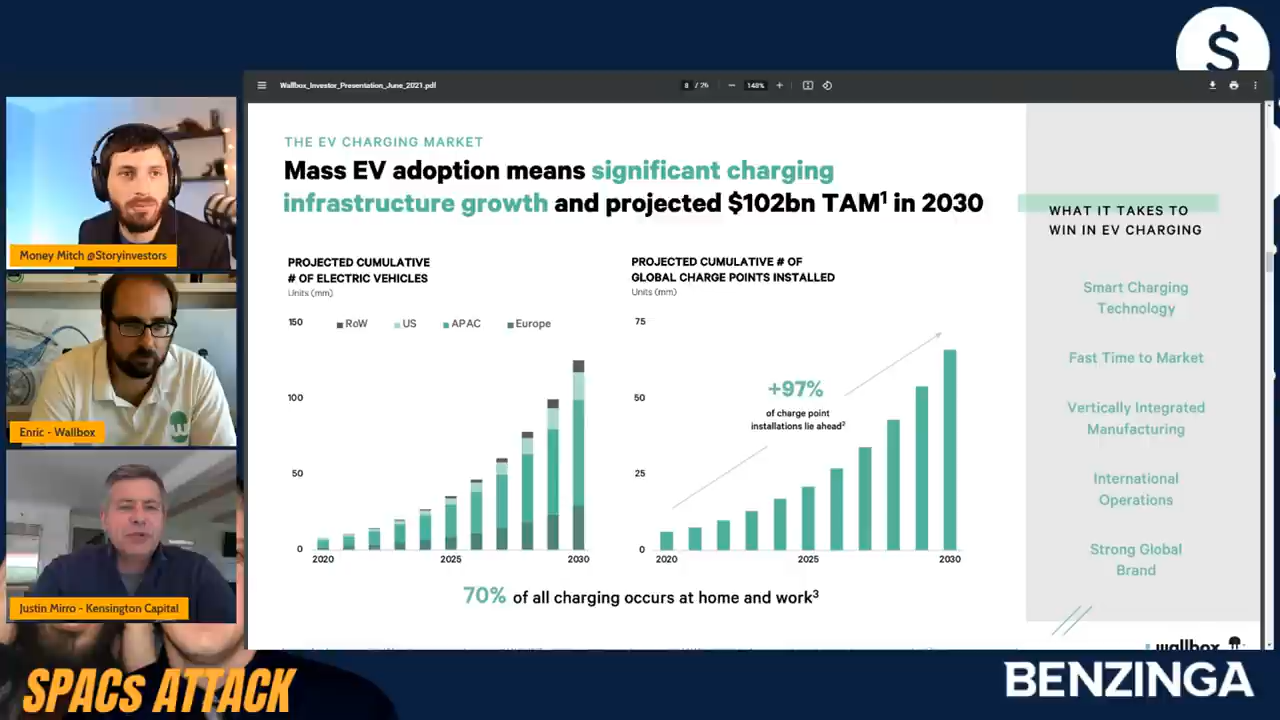 $
Wallbox_Investor_Presentation_June_2021.pdf
8 / 26
148%
THE EV CHARGING MARKET
Mass EV adoption means significant charging
infrastructure growth and projected $102bn TAM¹ in 2030
PROJECTED CUMULATIVE
# OF ELECTRIC VEHICLES
Units (mm)
150
RoW US APAC Europe
100
50
0
2020 2025 2030
PROJECTED CUMULATIVE # OF
GLOBAL CHARGE POINTS INSTALLED
Units (mm)
75
50
25
0
+97%
of charge point
installations lie ahead²
2020 2025 2030
70% of all charging occurs at home and work³
WHAT IT TAKES TO
WIN IN EV CHARGING
Smart Charging
Technology
Fast Time to Market
Vertically Integrated
Manufacturing
International
Operations
Strong Global
Brand
wallbox
Money Mitch @Storyinvestors
W
Enric - Wallbox
Justin Mirro - Kensington Capital
SPACs ATTACK
BENZINGA